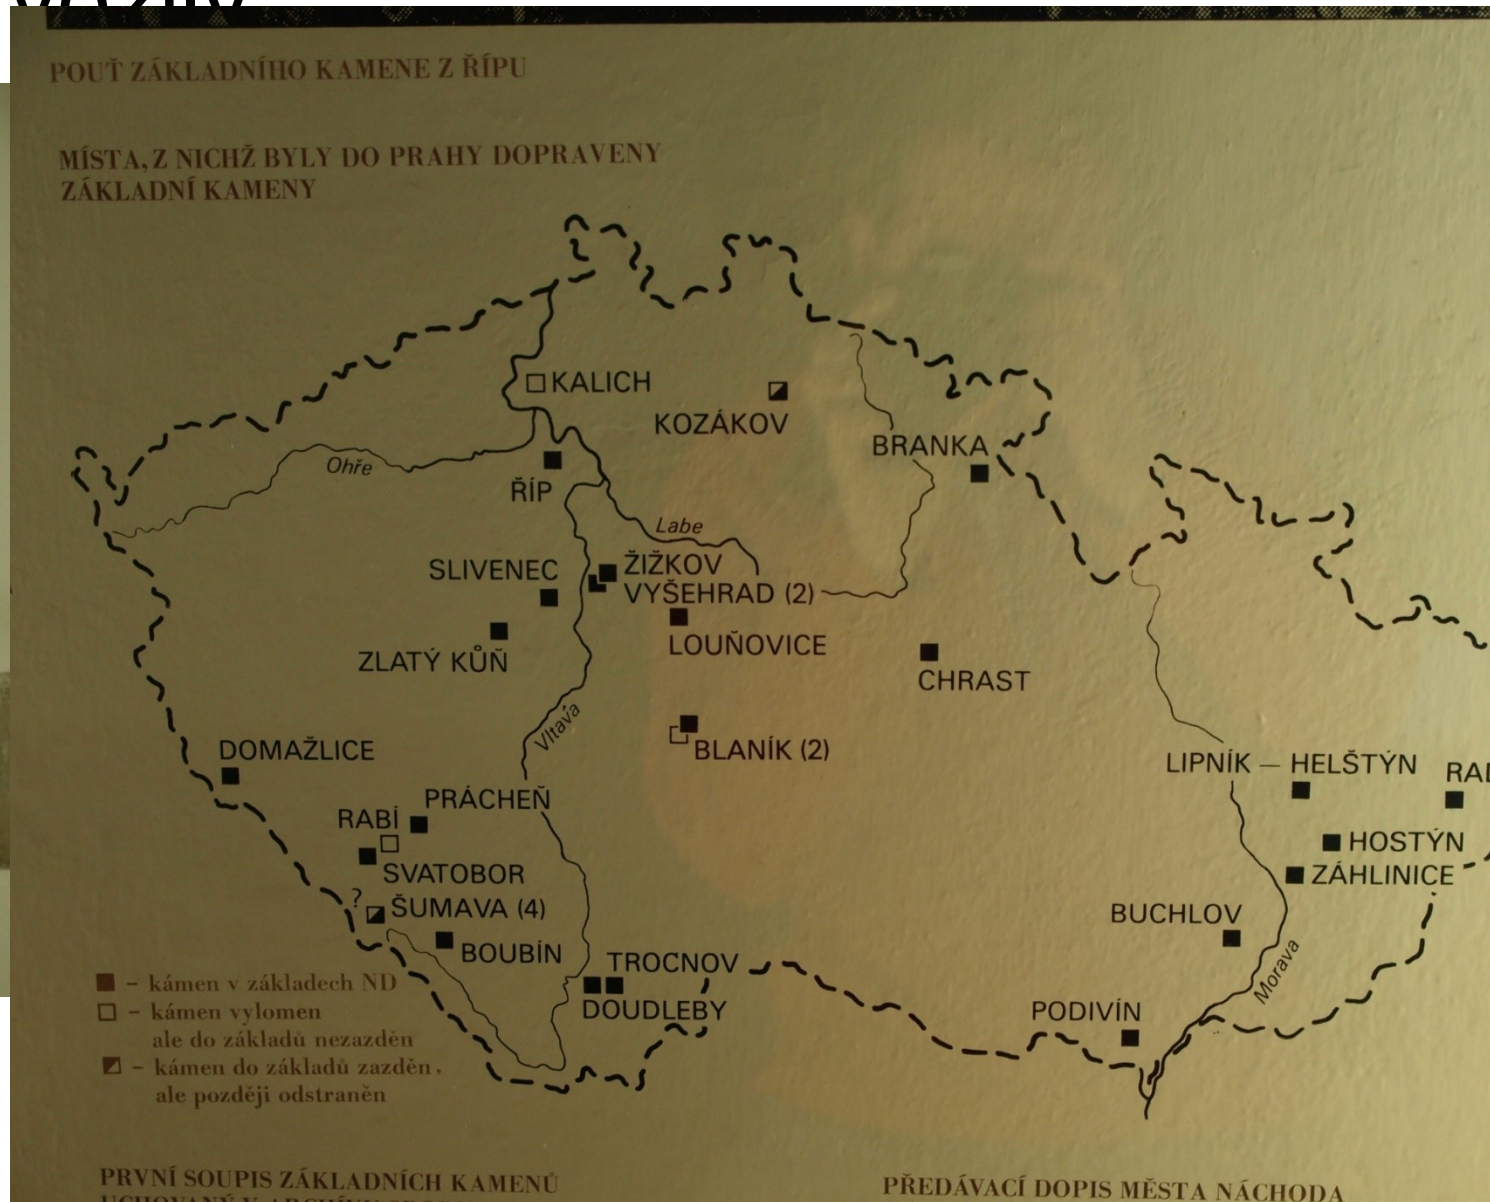 POUŤ ZÁKLADNÍHO KAMENE Z ŘÍPU
MÍSTA, Z NICHŽ BYLY DO PRAHY DOPRAVENY
ZÁKLADNÍ KAMENY
KALICH
KOZÁKOV
BRANKA
Ohře
ŘÍP
Labe
SLIVENEC
ŽIŽKOV
VYŠEHRAD (2)
LOUŇOVICE
ZLATÝ KŮŇ
CHRAST
Vltava
BLANÍK (2)
DOMAŽLICE
LIPNÍK — HELŠTÝN
PRÁCHEŇ
RABÍ
HOSTÝN
SVATOBOR
ZÁHLINICE
?
ŠUMAVA (4)
BUCHLOV
BOUBÍN
TROCNOV
Morava
DOUDLEBY
PODIVÍN
– kámen v základech ND
– kámen vylomen
ale do základů nezazděn
– kámen do základů zazděn,
ale později odstraněn
PRVNÍ SOUPIS ZÁKLADNÍCH KAMENŮ
PŘEDÁVACÍ DOPIS MĚSTA NÁCHODA